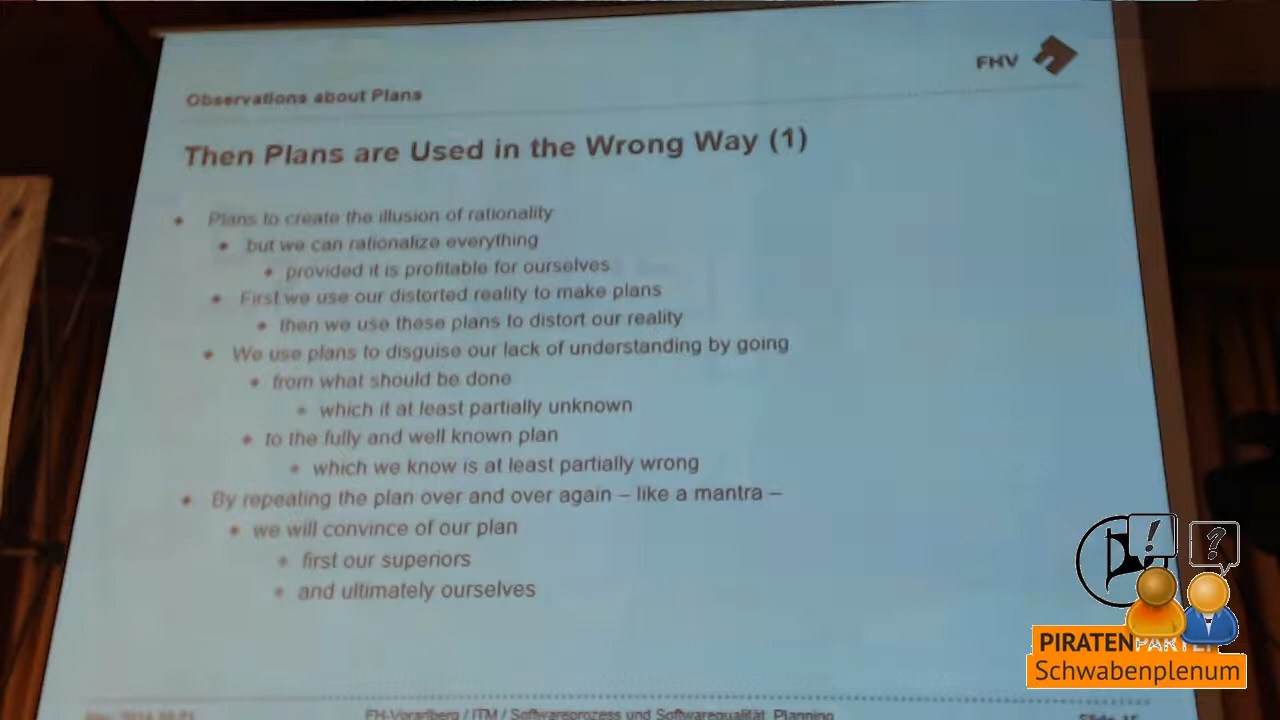 FHV
Observations about Plans
Then Plans are Used in the Wrong Way (1)
Plans to create the illusion of rationality
but we can rationalize everything
provided it is profitable for ourselves
First we use our distorted reality to make plans
then we use these plans to distort our reality
We use plans to disguise our lack of understanding by going
from what should be done
which it at least partially unknown
to the fully and well known plan
which we know is at least partially wrong
By repeating the plan over and over again – like a mantra –
we will convince of our plan
first our superiors
and ultimately ourselves
! ?
PIRATENPARTEI
Schwabenplenum
FH-Vorarlberg / ITM / Softwareprozess und Softwarequalität, Planning